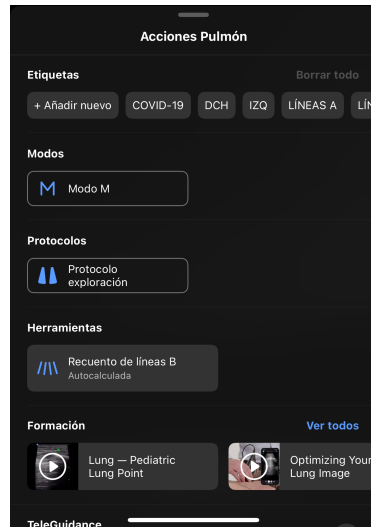 Acciones Pulmón
Etiquetas
Borrar todo
+ Añadir nuevo
COVID-19
DCH
IZQ
LÍNEAS A
LÍN
Modos
M
Modo M
Protocolos
Protocolo
exploración
Herramientas
Recuento de líneas B
Autocalculada
Formación
Ver todos
Lung — Pediatric
Lung Point
Optimizing Your
Lung Image
TeleGuidance